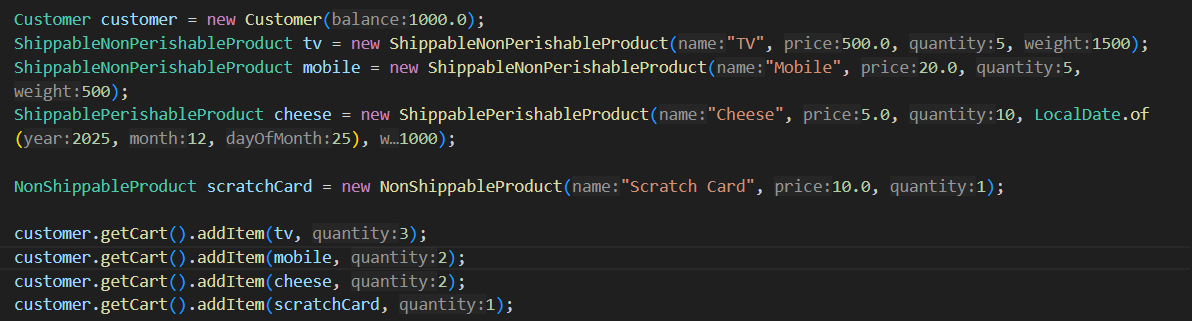 Customer customer = new Customer(balance:1000.0);
ShippableNonPerishableProduct tv = new ShippableNonPerishableProduct(name:"TV", price:500.0, quantity:5, weight:1500);
ShippableNonPerishableProduct mobile = new ShippableNonPerishableProduct(name:"Mobile", price:20.0, quantity:5,
weight:500);
ShippablePerishableProduct cheese = new ShippablePerishableProduct(name:"Cheese", price:5.0, quantity:10, LocalDate.of
(year:2025, month:12, dayOfMonth:25), w…1000);
NonShippableProduct scratchCard = new NonShippableProduct(name:"Scratch Card", price:10.0, quantity:1);
customer.getCart().addItem(tv, quantity:3);
customer.getCart().addItem(mobile, quantity:2);
customer.getCart().addItem(cheese, quantity:2);
customer.getCart().addItem(scratchCard, quantity:1);